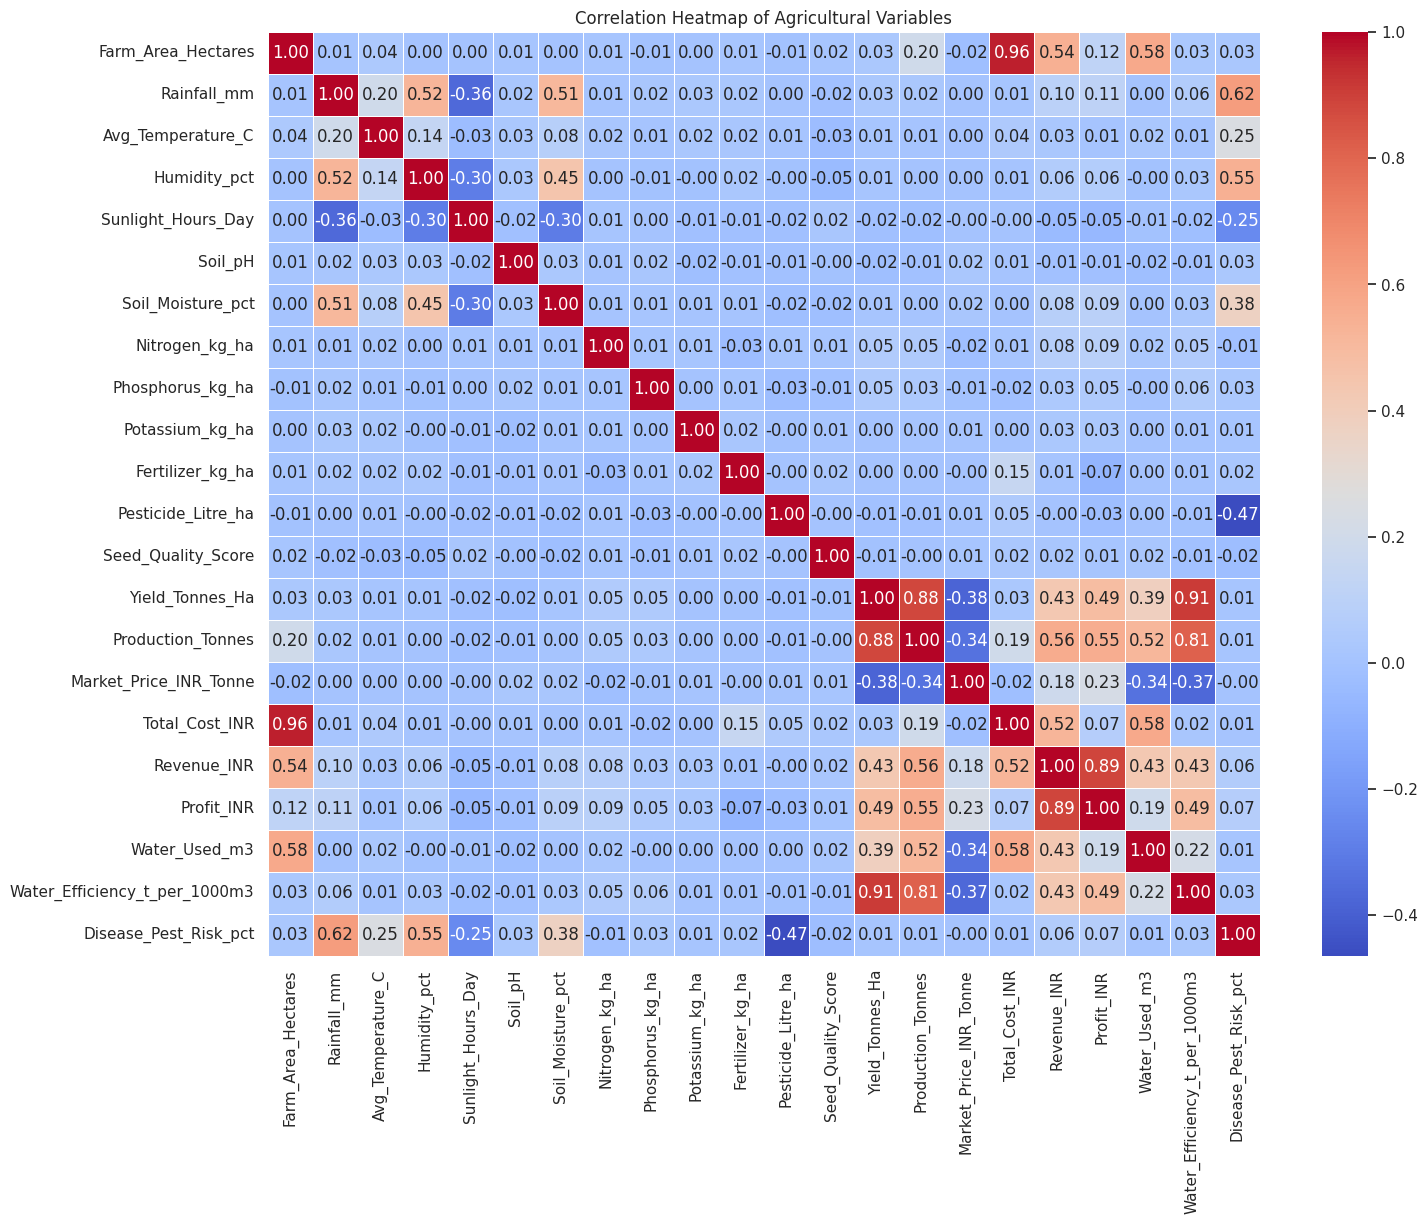 Correlation Heatmap of Agricultural Variables
Farm_Area_Hectares 1.00 0.01 0.04 0.00 0.00 0.01 0.00 0.01 -0.01 0.00 0.01 -0.01 0.02 0.03 0.20 -0.02 0.96 0.54 0.12 0.58 0.03 0.03
Rainfall_mm 0.01 1.00 0.20 0.52 -0.36 0.02 0.51 0.01 0.02 0.03 0.02 0.00 -0.02 0.03 0.02 0.00 0.01 0.10 0.11 0.00 0.06 0.62
Avg_Temperature_C 0.04 0.20 1.00 0.14 -0.03 0.03 0.08 0.02 0.01 0.02 0.02 0.01 -0.03 0.01 0.01 0.00 0.04 0.03 0.01 0.02 0.01 0.25
Humidity_pct 0.00 0.52 0.14 1.00 -0.30 0.03 0.45 0.00 -0.01 -0.00 0.02 -0.00 -0.05 0.01 0.00 0.00 0.01 0.06 0.06 -0.00 0.03 0.55
Sunlight_Hours_Day 0.00 -0.36 -0.03 -0.30 1.00 -0.02 -0.30 0.01 0.00 -0.01 -0.01 -0.02 0.02 -0.02 -0.02 -0.00 -0.00 -0.05 -0.05 -0.01 -0.02 -0.25
Soil_pH 0.01 0.02 0.03 0.03 -0.02 1.00 0.03 0.01 0.02 -0.02 -0.01 -0.01 -0.00 -0.02 -0.01 0.02 0.01 -0.01 -0.01 -0.02 -0.01 0.03
Soil_Moisture_pct 0.00 0.51 0.08 0.45 -0.30 0.03 1.00 0.01 0.01 0.01 0.01 -0.02 -0.02 0.01 0.00 0.02 0.00 0.08 0.09 0.00 0.03 0.38
Nitrogen_kg_ha 0.01 0.01 0.02 0.00 0.01 0.01 0.01 1.00 0.01 0.01 -0.03 0.01 0.01 0.05 0.05 -0.02 0.01 0.08 0.09 0.02 0.05 -0.01
Phosphorus_kg_ha -0.01 0.02 0.01 -0.01 0.00 0.02 0.01 0.01 1.00 0.00 0.01 -0.03 -0.01 0.05 0.03 -0.01 -0.02 0.03 0.05 -0.00 0.06 0.03
Potassium_kg_ha 0.00 0.03 0.02 -0.00 -0.01 -0.02 0.01 0.01 0.00 1.00 0.02 -0.00 0.01 0.00 0.00 0.01 0.00 0.03 0.03 0.00 0.01 0.01
Fertilizer_kg_ha 0.01 0.02 0.02 0.02 -0.01 -0.01 0.01 -0.03 0.01 0.02 1.00 -0.00 0.02 0.00 0.00 -0.00 0.15 0.01 -0.07 0.00 0.01 0.02
Pesticide_Litre_ha -0.01 0.00 0.01 -0.00 -0.02 -0.01 -0.02 0.01 -0.03 -0.00 -0.00 1.00 -0.00 -0.01 -0.01 0.01 0.05 -0.00 -0.03 0.00 -0.01 -0.47
Seed_Quality_Score 0.02 -0.02 -0.03 -0.05 0.02 -0.00 -0.02 0.01 -0.01 0.01 0.02 -0.00 1.00 -0.01 -0.00 0.01 0.02 0.02 0.01 0.02 -0.01 -0.02
Yield_Tonnes_Ha 0.03 0.03 0.01 0.01 -0.02 -0.02 0.01 0.05 0.05 0.00 0.00 -0.01 -0.01 1.00 0.88 -0.38 0.03 0.43 0.49 0.39 0.91 0.01
Production_Tonnes 0.20 0.02 0.01 0.00 -0.02 -0.01 0.00 0.05 0.03 0.00 0.00 -0.01 -0.00 0.88 1.00 -0.34 0.19 0.56 0.55 0.52 0.81 0.01
Market_Price_INR_Tonne -0.02 0.00 0.00 0.00 -0.00 0.02 0.02 -0.02 -0.01 0.01 -0.00 0.01 0.01 -0.38 -0.34 1.00 -0.02 0.18 0.23 -0.34 -0.37 -0.00
Total_Cost_INR 0.96 0.01 0.04 0.01 -0.00 0.01 0.00 0.01 -0.02 0.00 0.15 0.05 0.02 0.03 0.19 -0.02 1.00 0.52 0.07 0.58 0.02 0.01
Revenue_INR 0.54 0.10 0.03 0.06 -0.05 -0.01 0.08 0.08 0.03 0.03 0.01 -0.00 0.02 0.43 0.56 0.18 0.52 1.00 0.89 0.43 0.43 0.06
Profit_INR 0.12 0.11 0.01 0.06 -0.05 -0.01 0.09 0.09 0.05 0.03 -0.07 -0.03 0.01 0.49 0.55 0.23 0.07 0.89 1.00 0.19 0.49 0.07
Water_Used_m3 0.58 0.00 0.02 -0.00 -0.01 -0.02 0.00 0.02 -0.00 0.00 0.00 0.00 0.02 0.39 0.52 -0.34 0.58 0.43 0.19 1.00 0.22 0.01
Water_Efficiency_t_per_1000m3 0.03 0.06 0.01 0.03 -0.02 -0.01 0.03 0.05 0.06 0.01 0.01 -0.01 -0.01 0.91 0.81 -0.37 0.02 0.43 0.49 0.22 1.00 0.03
Disease_Pest_Risk_pct 0.03 0.62 0.25 0.55 -0.25 0.03 0.38 -0.01 0.03 0.01 0.02 -0.47 -0.02 0.01 0.01 -0.00 0.01 0.06 0.07 0.01 0.03 1.00
Farm_Area_Hectares
Rainfall_mm
Avg_Temperature_C
Humidity_pct
Sunlight_Hours_Day
Soil_pH
Soil_Moisture_pct
Nitrogen_kg_ha
Phosphorus_kg_ha
Potassium_kg_ha
Fertilizer_kg_ha
Pesticide_Litre_ha
Seed_Quality_Score
Yield_Tonnes_Ha
Production_Tonnes
Market_Price_INR_Tonne
Total_Cost_INR
Revenue_INR
Profit_INR
Water_Used_m3
Water_Efficiency_t_per_1000m3
Disease_Pest_Risk_pct
1.0
0.8
0.6
0.4
0.2
0.0
−0.2
−0.4